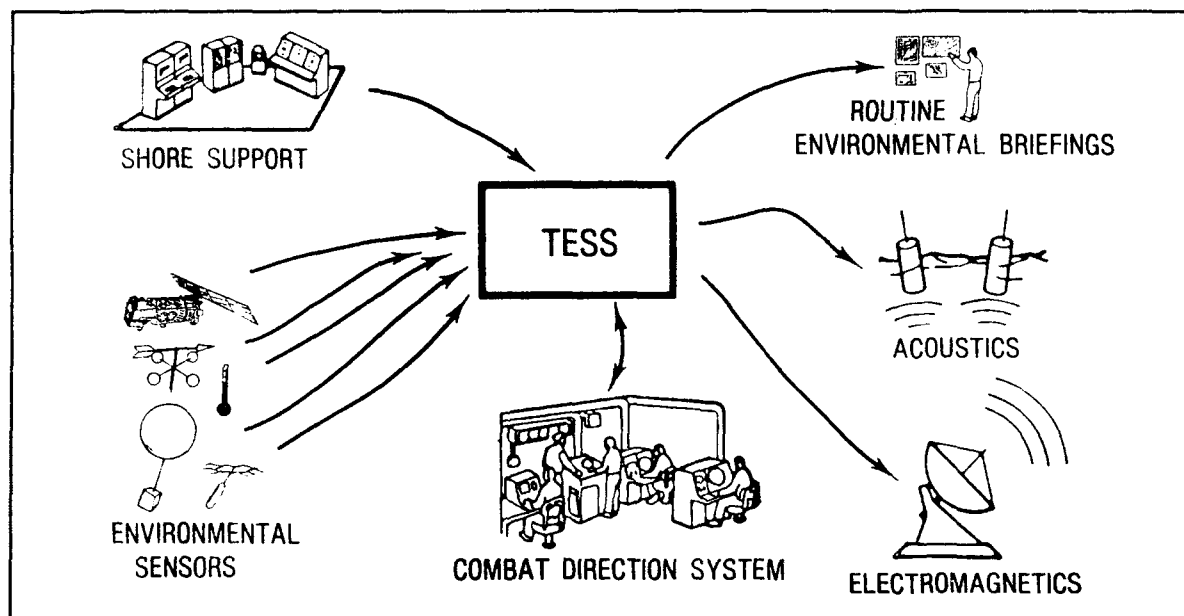 SHORE SUPPORT
ROUTINE
ENVIRONMENTAL BRIEFINGS
TESS
ACOUSTICS
ENVIRONMENTAL
SENSORS
COMBAT DIRECTION SYSTEM
ELECTROMAGNETICS